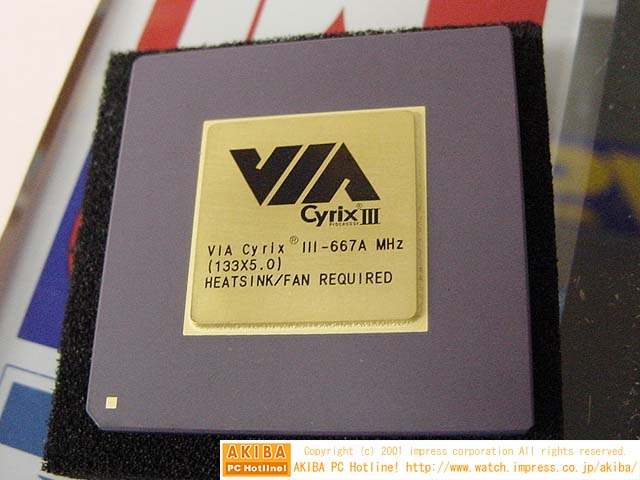 VIA
Cyrix® III
PROCESSOR
VIA Cyrix® III-667A MHz
(133X5.0)
HEATSINK/FAN REQUIRED
AKIBA
PC Hotline!
Copyright (c) 2001 impress corporation All rights reserved.
AKIBA PC Hotline! http://www.watch.impress.co.jp/akiba/